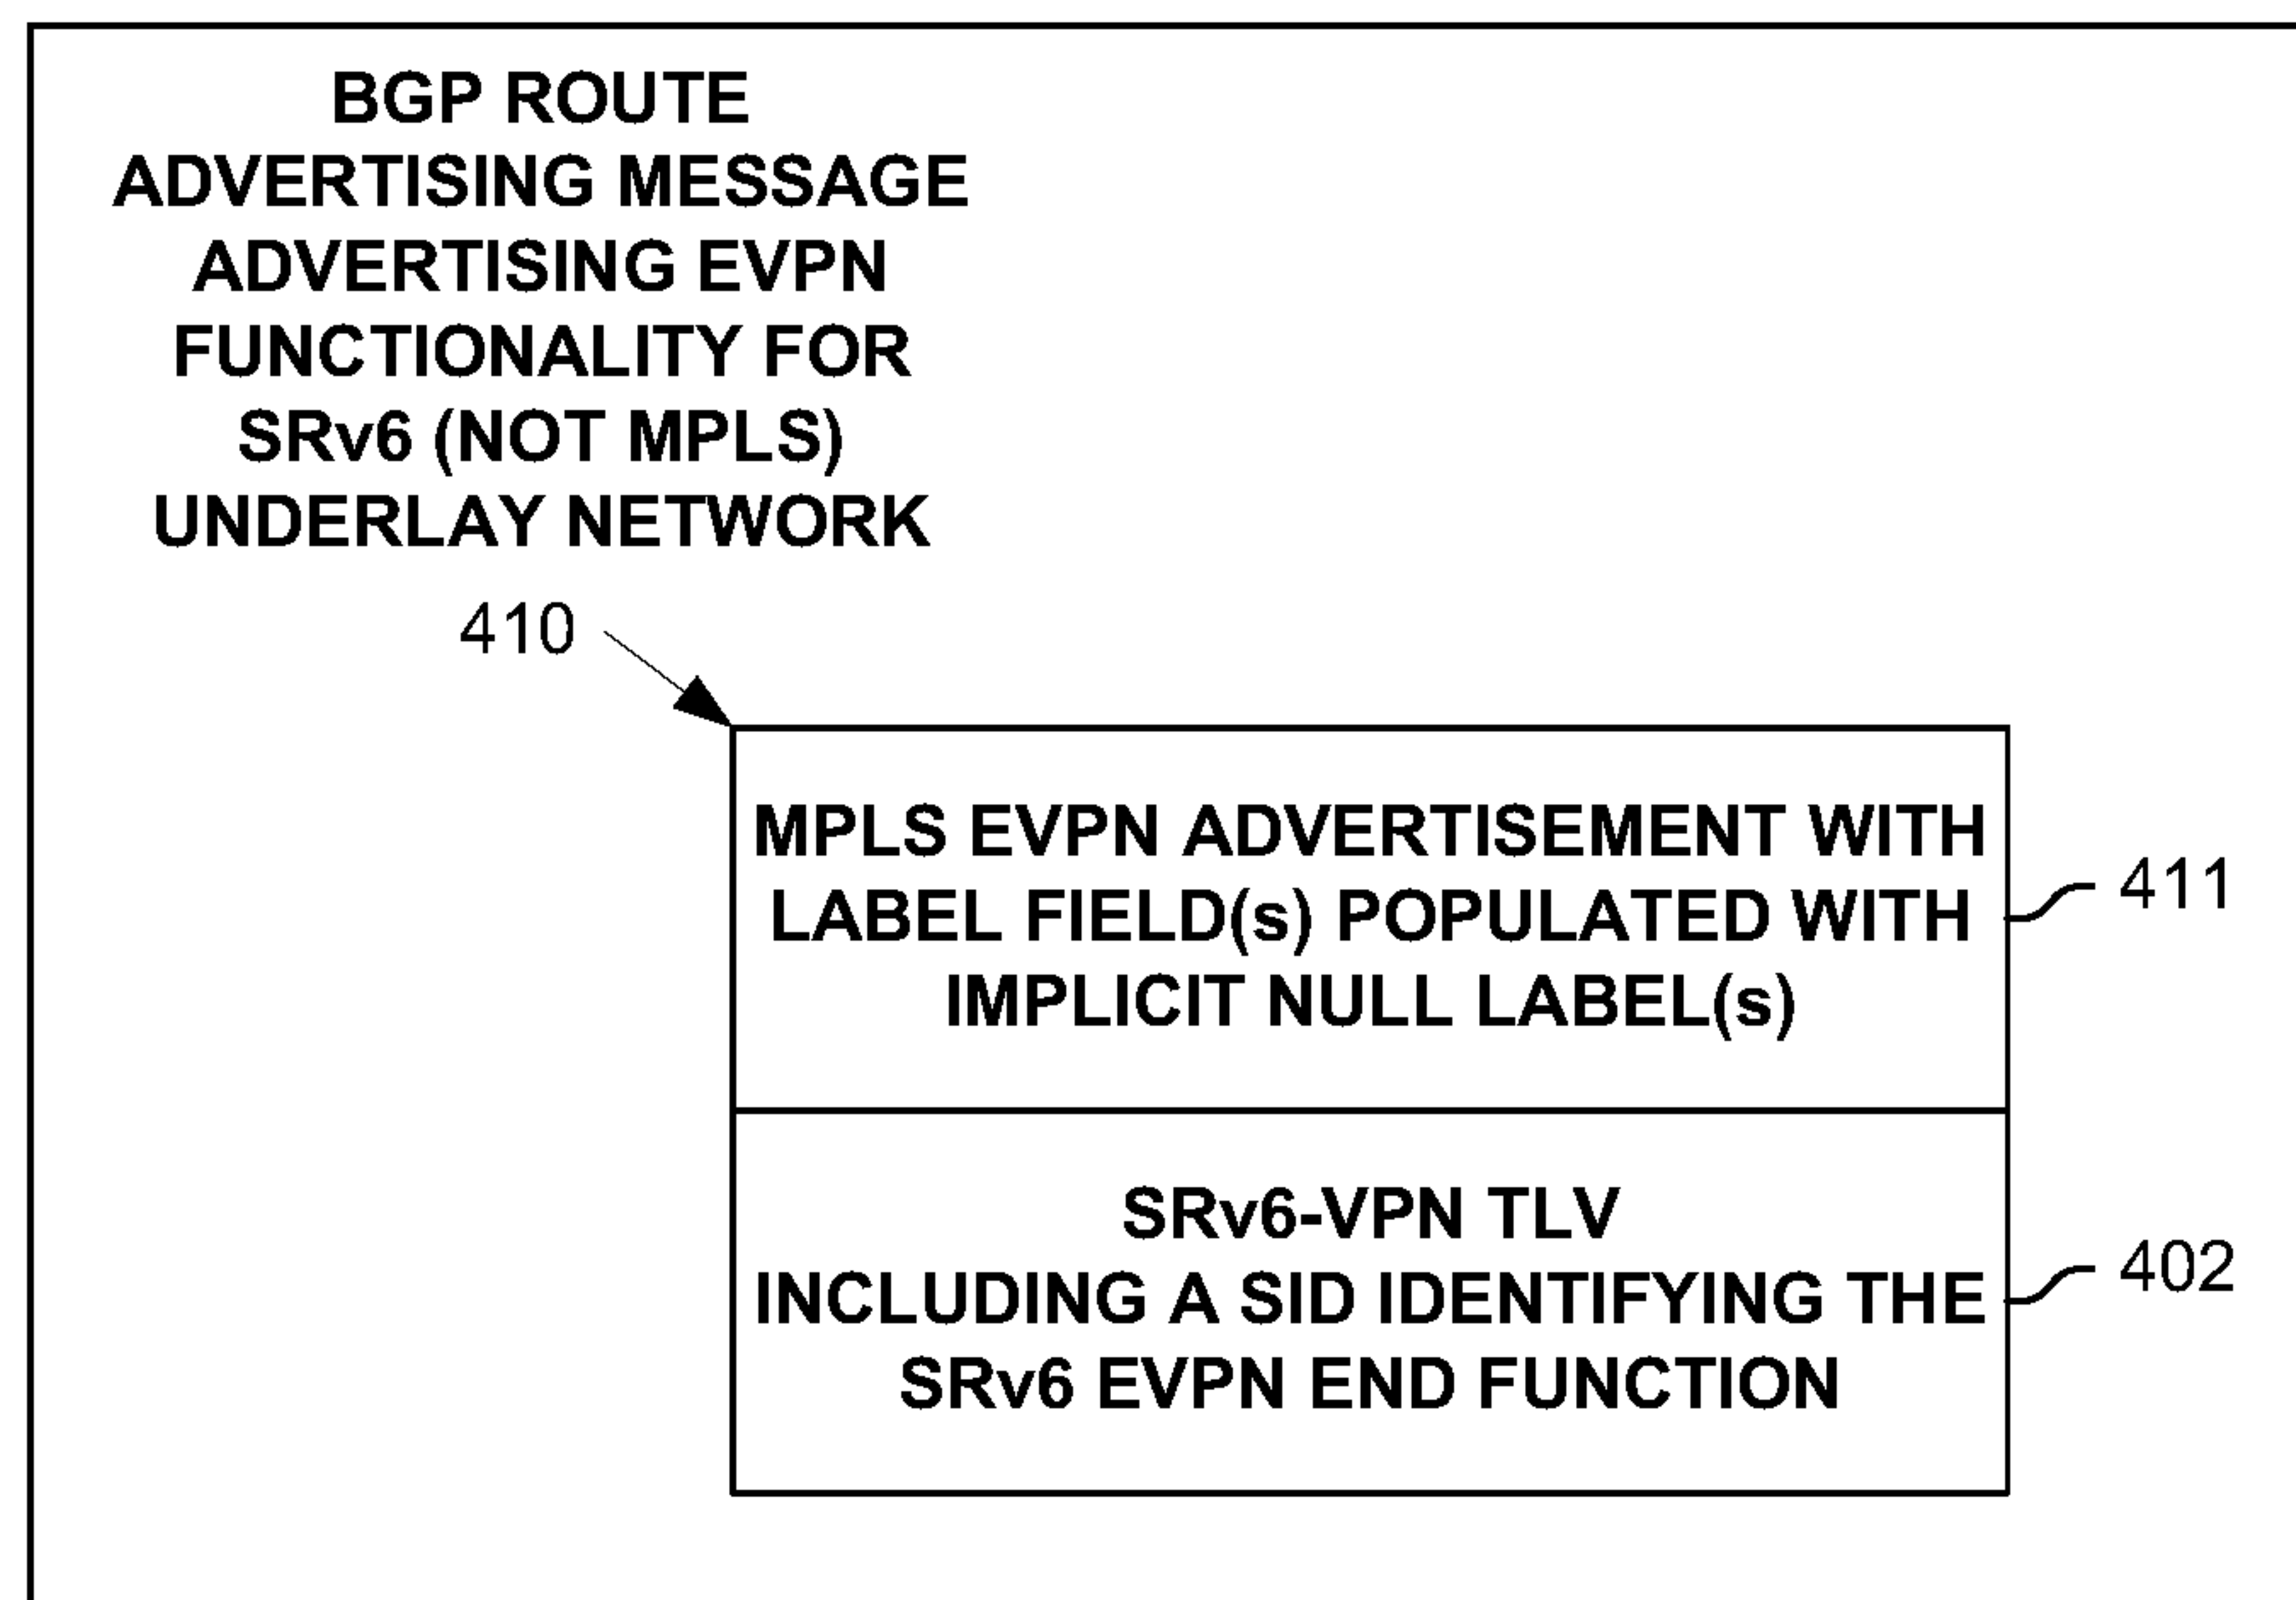 BGP ROUTE
ADVERTISING MESSAGE
ADVERTISING EVPN
FUNCTIONALITY FOR
SRv6 (NOT MPLS)
UNDERLAY NETWORK
410
MPLS EVPN ADVERTISEMENT WITH
LABEL FIELD(s) POPULATED WITH
IMPLICIT NULL LABEL(s)
411
SRv6-VPN TLV
INCLUDING A SID IDENTIFYING THE
SRv6 EVPN END FUNCTION
402